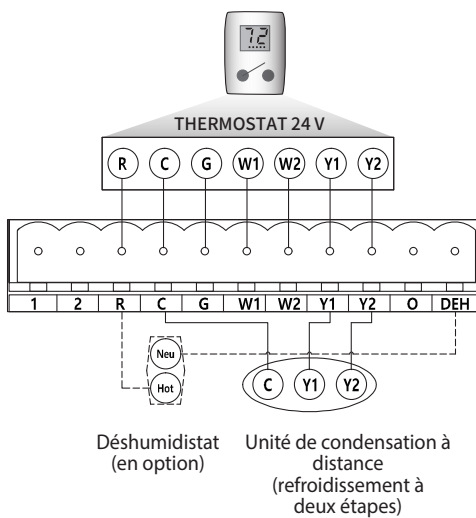 72
THERMOSTAT 24 V
R C G W1 W2 Y1 Y2
1 2 R C G W1 W2 Y1 Y2 O DEH
Neu
Hot
C Y1 Y2
Déshumidistat
(en option)
Unité de condensation à
distance
(refroidissement à
deux étapes)